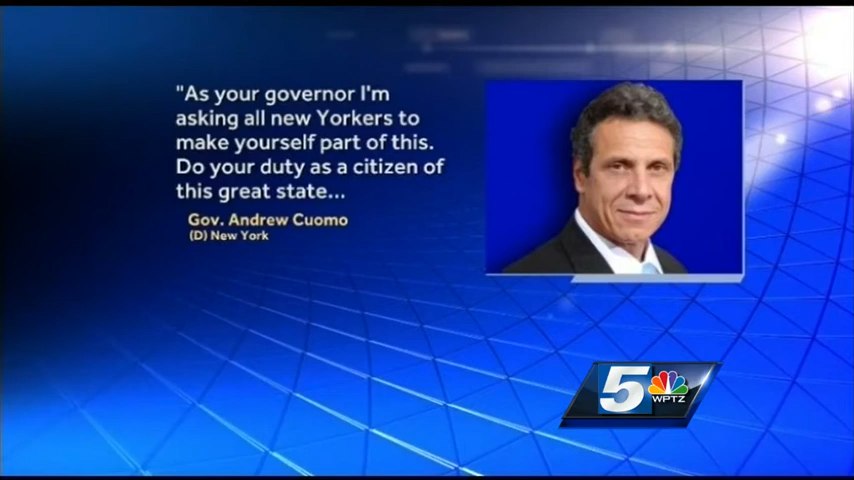 "As your governor I'm
asking all new Yorkers to
make yourself part of this.
Do your duty as a citizen of
this great state...
Gov. Andrew Cuomo
(D) New York
5
WPTZ